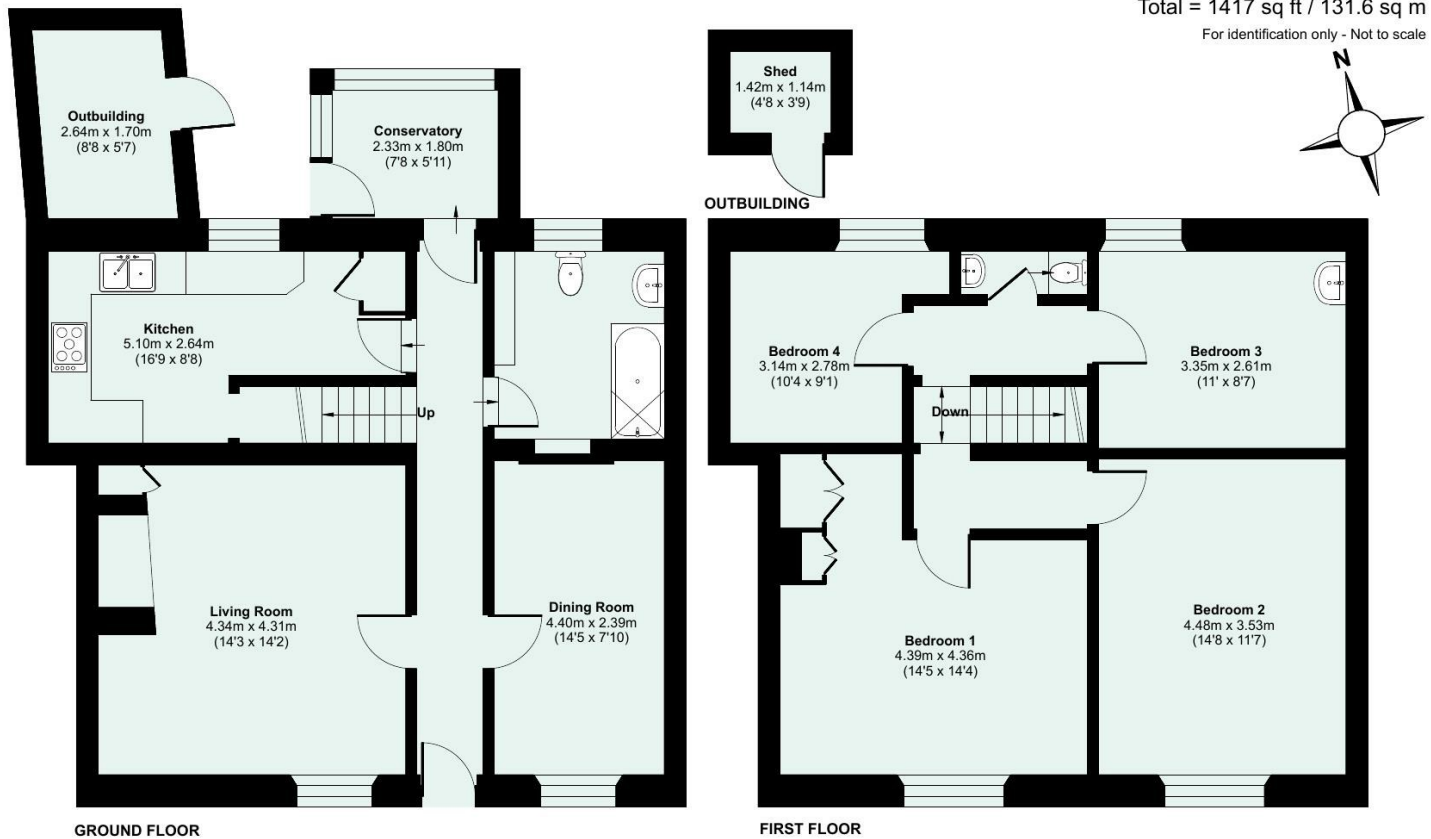 Total = 1417 sq ft / 131.6 sq m
For identification only - Not to scale
N
Outbuilding
2.64m x 1.70m
(8'8 x 5'7)
Conservatory
2.33m x 1.80m
(7'8 x 5'11)
Shed
1.42m x 1.14m
(4'8 x 3'9)
OUTBUILDING
Kitchen
5.10m x 2.64m
(16'9 x 8'8)
Up
Living Room
4.34m x 4.31m
(14'3 x 14'2)
Dining Room
4.40m x 2.39m
(14'5 x 7'10)
GROUND FLOOR
Bedroom 4
3.14m x 2.78m
(10'4 x 9'1)
Bedroom 3
3.35m x 2.61m
(11' x 8'7)
Down
Bedroom 1
4.39m x 4.36m
(14'5 x 14'4)
Bedroom 2
4.48m x 3.53m
(14'8 x 11'7)
FIRST FLOOR